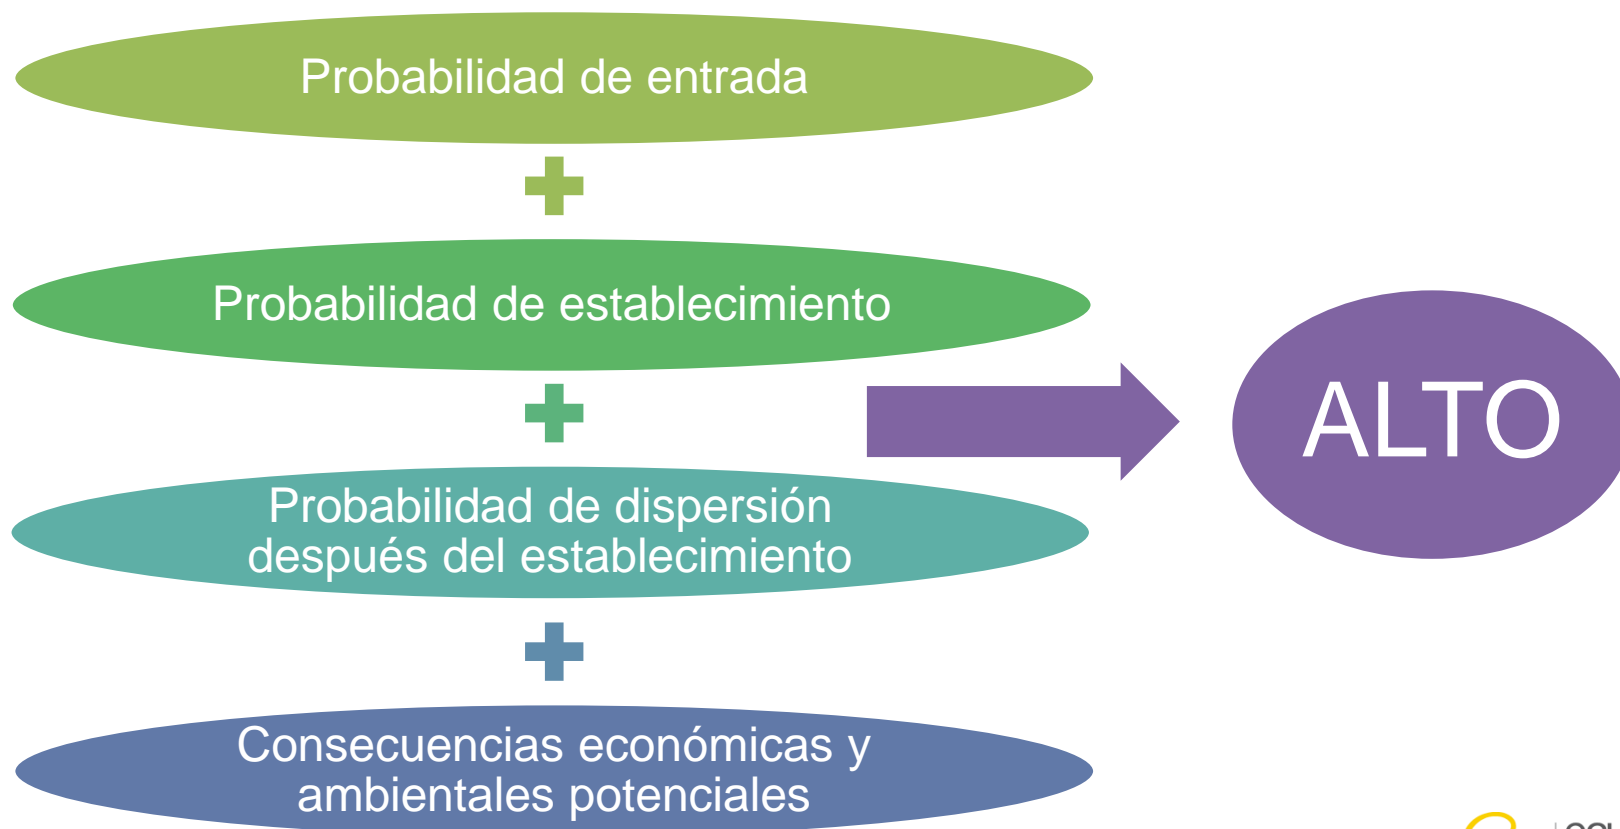 Probabilidad de entrada
Probabilidad de establecimiento
Probabilidad de dispersión
después del establecimiento
Consecuencias económicas y
ambientales potenciales
ALTO